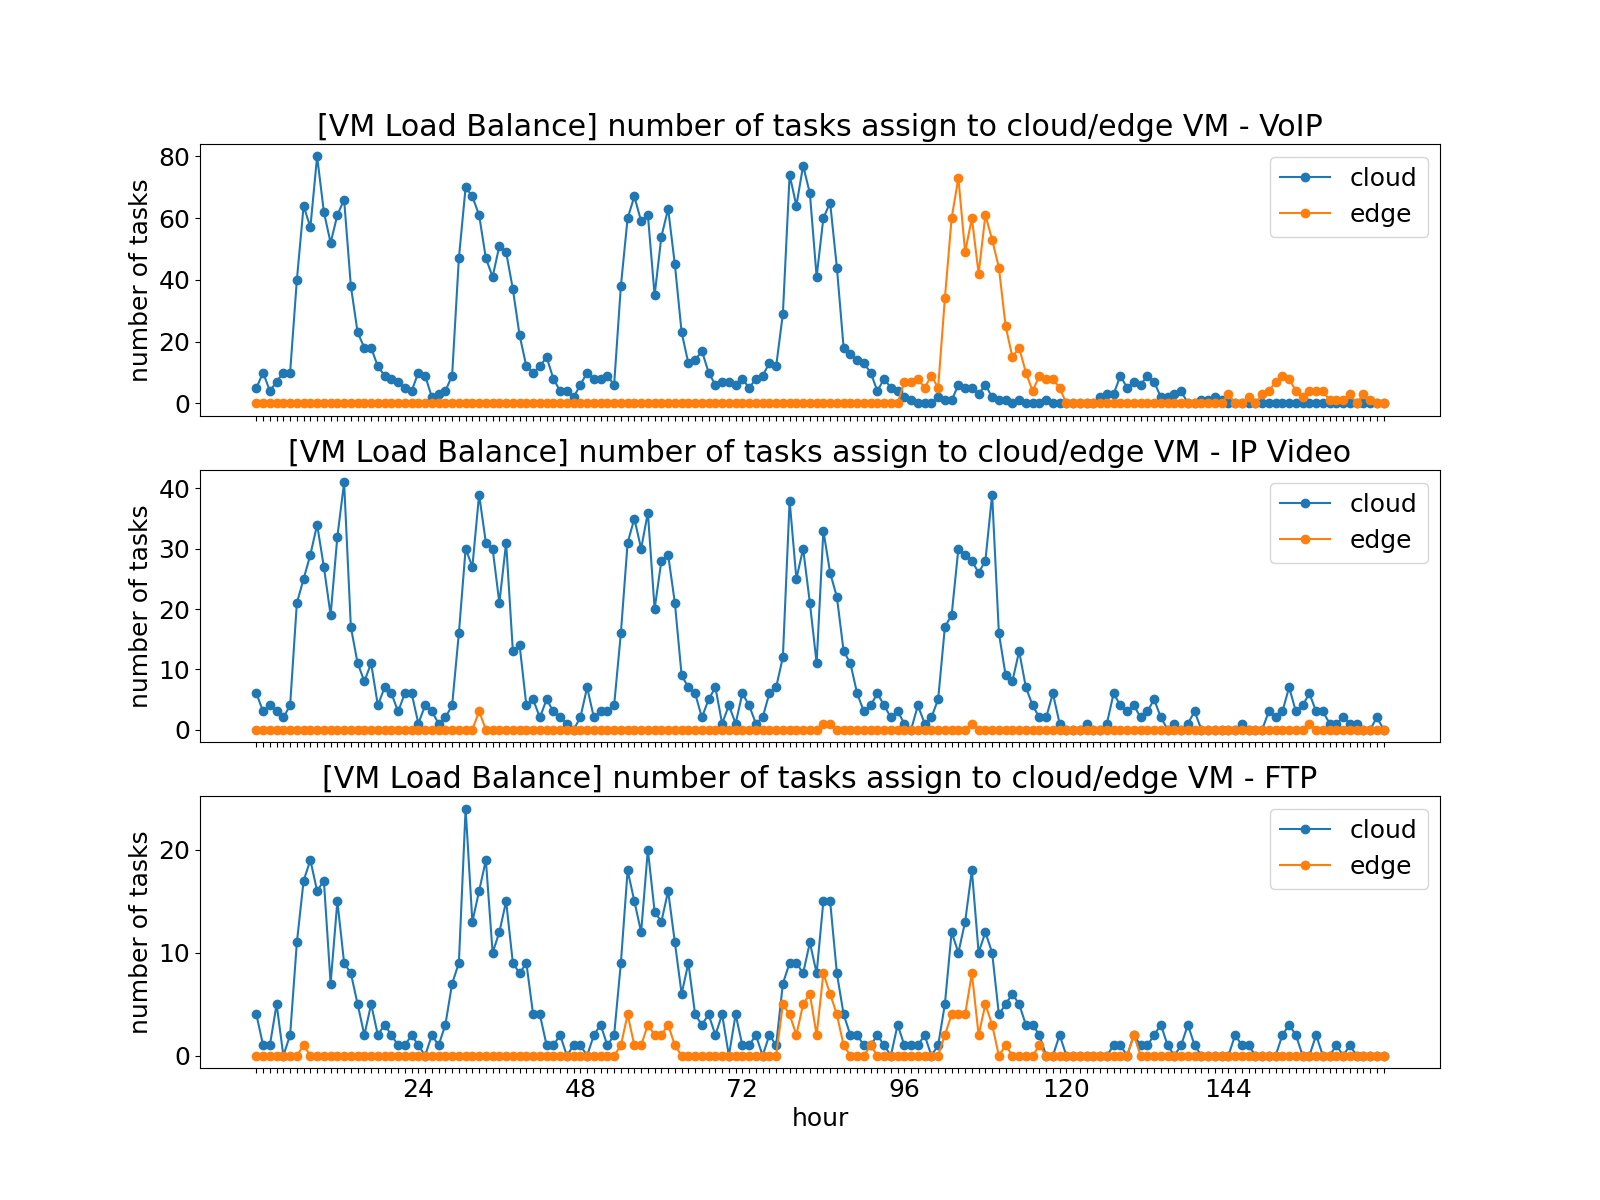 [VM Load Balance] number of tasks assign to cloud/edge VM - VoIP
number of tasks
80
60
40
20
0
cloud
edge
[VM Load Balance] number of tasks assign to cloud/edge VM - IP Video
number of tasks
40
30
20
10
0
cloud
edge
[VM Load Balance] number of tasks assign to cloud/edge VM - FTP
number of tasks
20
10
0
cloud
edge
24 48 72 96 120 144
hour